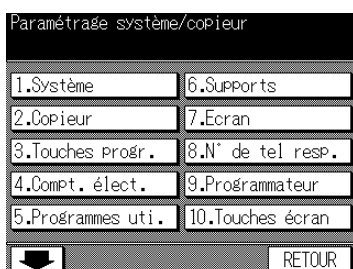 Paramétrage système/copieur
1.Système
6.Supports
2.Copieur
7.Ecran
3.Touches progr.
8.N° de tel resp.
4.Compt. élect.
9.Programmateur
5.Programmes uti.
10.Touches écran
RETOUR